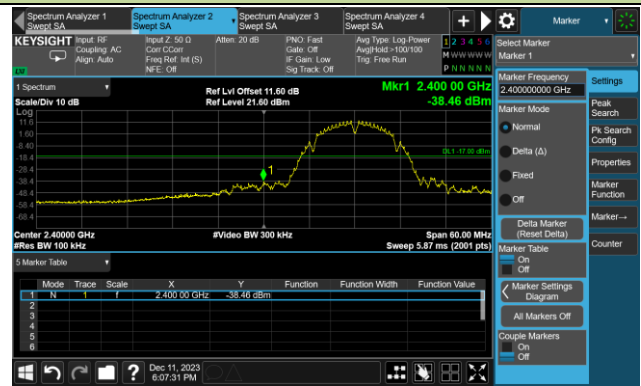 Spectrum Analyzer 1
Swept SA
Spectrum Analyzer 2
Swept SA
Spectrum Analyzer 3
Swept SA
Spectrum Analyzer 4
Swept SA
+
Marker
KEYSIGHT
Input: RF
Coupling: AC
Align: Auto
Input Z: 50 Ω
Corr CCorr
Freq Ref: Int (S)
NFE: Off
Atten: 20 dB
PNO: Fast
Gate: Off
IF Gain: Low
Sig Track: Off
Avg Type: Log-Power
Avg|Hold:>100/100
Trig: Free Run
1 2 3 4 5 6
M W W W W W
P N N N N N
LXI
Select Marker
Marker 1
1 Spectrum
Scale/Div 10 dB
Log
Ref Lvl Offset 11.60 dB
Ref Level 21.60 dBm
Mkr1 2.400 00 GHz
-38.46 dBm
11.6
1.60
-8.40
-18.4
-28.4
-38.4
-48.4
-58.4
-68.4
DL1 -17.00 dBm
1
Center 2.40000 GHz
#Res BW 100 kHz
#Video BW 300 kHz
Span 60.00 MHz
Sweep 5.87 ms (2001 pts)
5 Marker Table
Mode Trace Scale X Y Function Function Width Function Value
1 N 1 f 2.400 00 GHz -38.46 dBm
2
3
4
5
6
Marker Frequency
2.400000000 GHz
Marker Mode
Normal
Delta (Δ)
Fixed
Off
Delta Marker
(Reset Delta)
Marker Table
On
Off
Marker Settings
Diagram
All Markers Off
Couple Markers
On
Off
Settings
Peak
Search
Pk Search
Config
Properties
Marker
Function
Marker→
Counter
?
Dec 11, 2023
6:07:31 PM